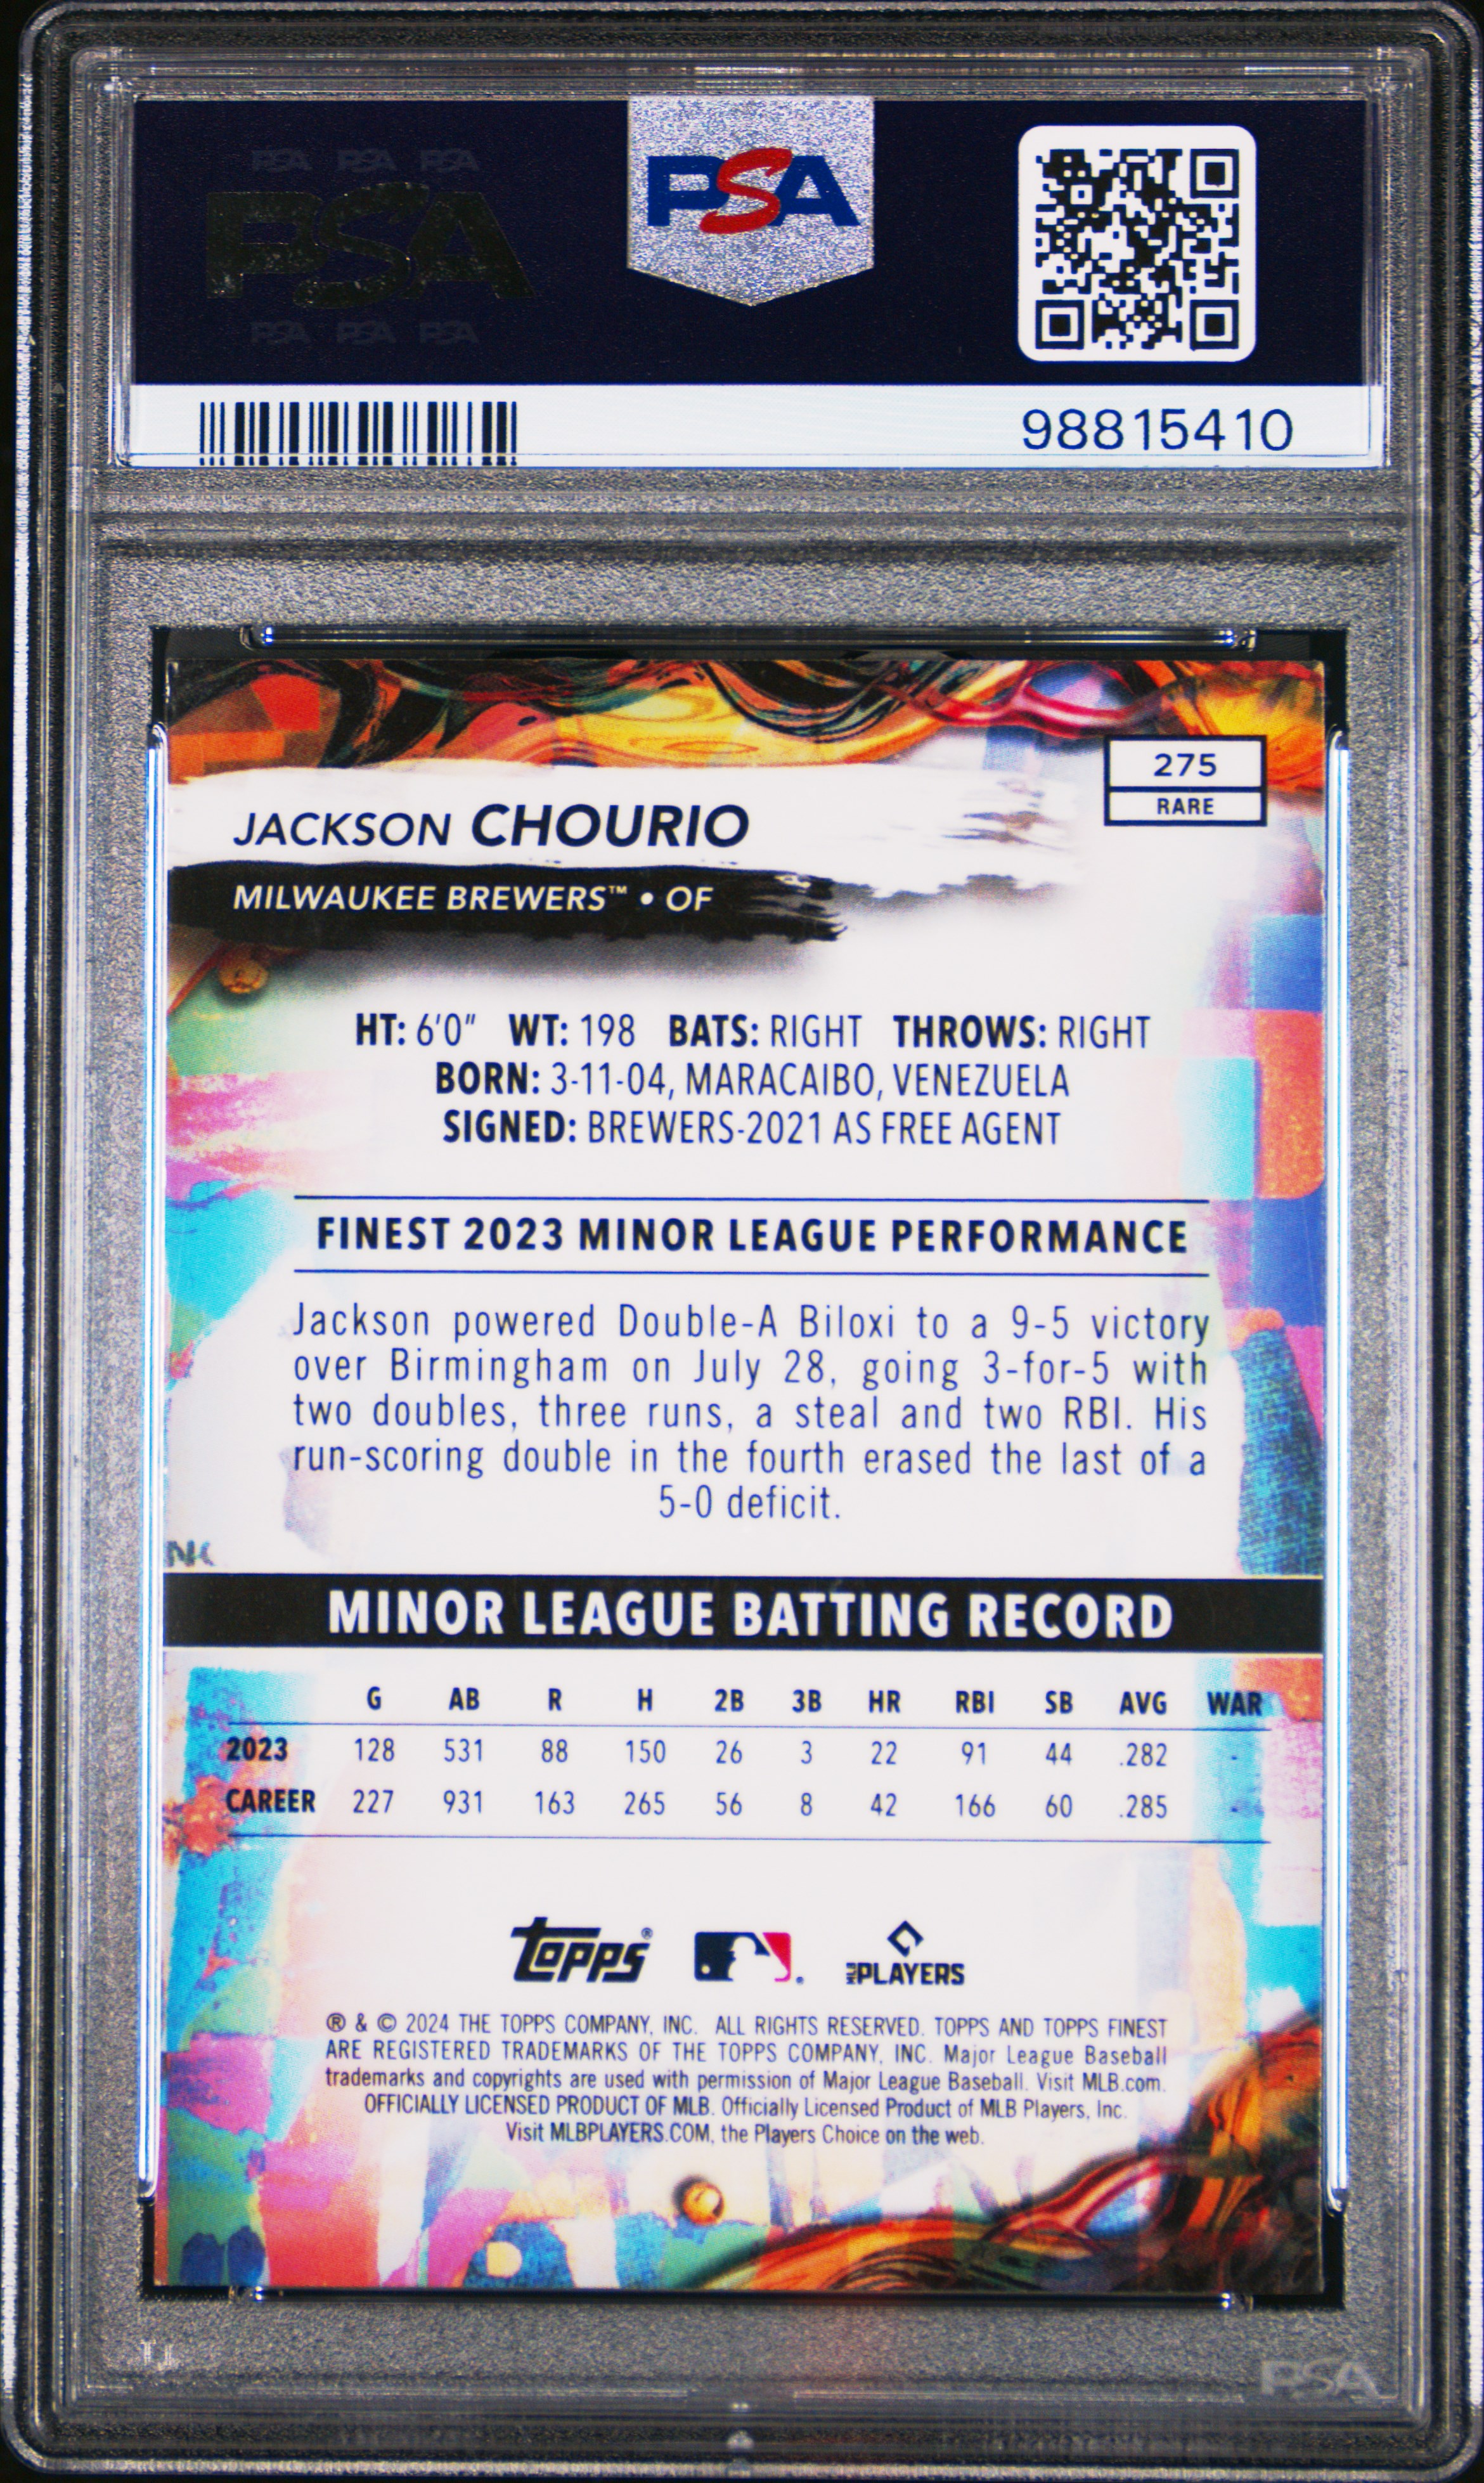 PSA PSA PSA
PSA
PSA PSA PSA
PSA
98815410
275
RARE
JACKSON CHOURIO
MILWAUKEE BREWERS™ • OF
HT: 6'0" WT: 198 BATS: RIGHT THROWS: RIGHT
BORN: 3-11-04, MARACAIBO, VENEZUELA
SIGNED: BREWERS-2021 AS FREE AGENT
FINEST 2023 MINOR LEAGUE PERFORMANCE
Jackson powered Double-A Biloxi to a 9-5 victory
over Birmingham on July 28, going 3-for-5 with
two doubles, three runs, a steal and two RBI. His
run-scoring double in the fourth erased the last of a
5-0 deficit.
NK
MINOR LEAGUE BATTING RECORD
G AB R H 2B 3B HR RBI SB AVG WAR
2023 128 531 88 150 26 3 22 91 44 .282 -
CAREER 227 931 163 265 56 8 42 166 60 .285 -
TOPPS® ® MLB PLAYERS
® & © 2024 THE TOPPS COMPANY, INC. ALL RIGHTS RESERVED. TOPPS AND TOPPS FINEST
ARE REGISTERED TRADEMARKS OF THE TOPPS COMPANY, INC. Major League Baseball
trademarks and copyrights are used with permission of Major League Baseball. Visit MLB.com.
OFFICIALLY LICENSED PRODUCT OF MLB. Officially Licensed Product of MLB Players, Inc.
Visit MLBPLAYERS.COM, the Players Choice on the web.
PSA